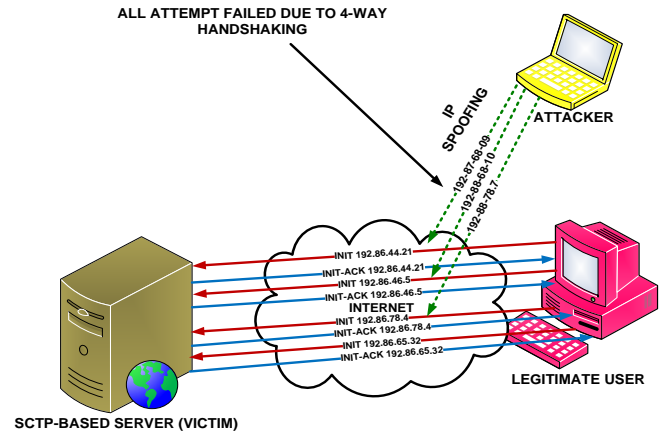 ALL ATTEMPT FAILED DUE TO 4-WAY
HANDSHAKING
IP
SPOOFING
ATTACKER
192-87-68-09
192-88-68-10
192-88-78.7
INIT 192.86.44.21
INIT-ACK 192.86.44.21
INIT 192.86.46.5
INIT-ACK 192.86.46.5
INTERNET
INIT 192.86.78.4
INIT-ACK 192.86.78.4
INIT 192.86.65.32
INIT-ACK 192.86.65.32
LEGITIMATE USER
SCTP-BASED SERVER (VICTIM)